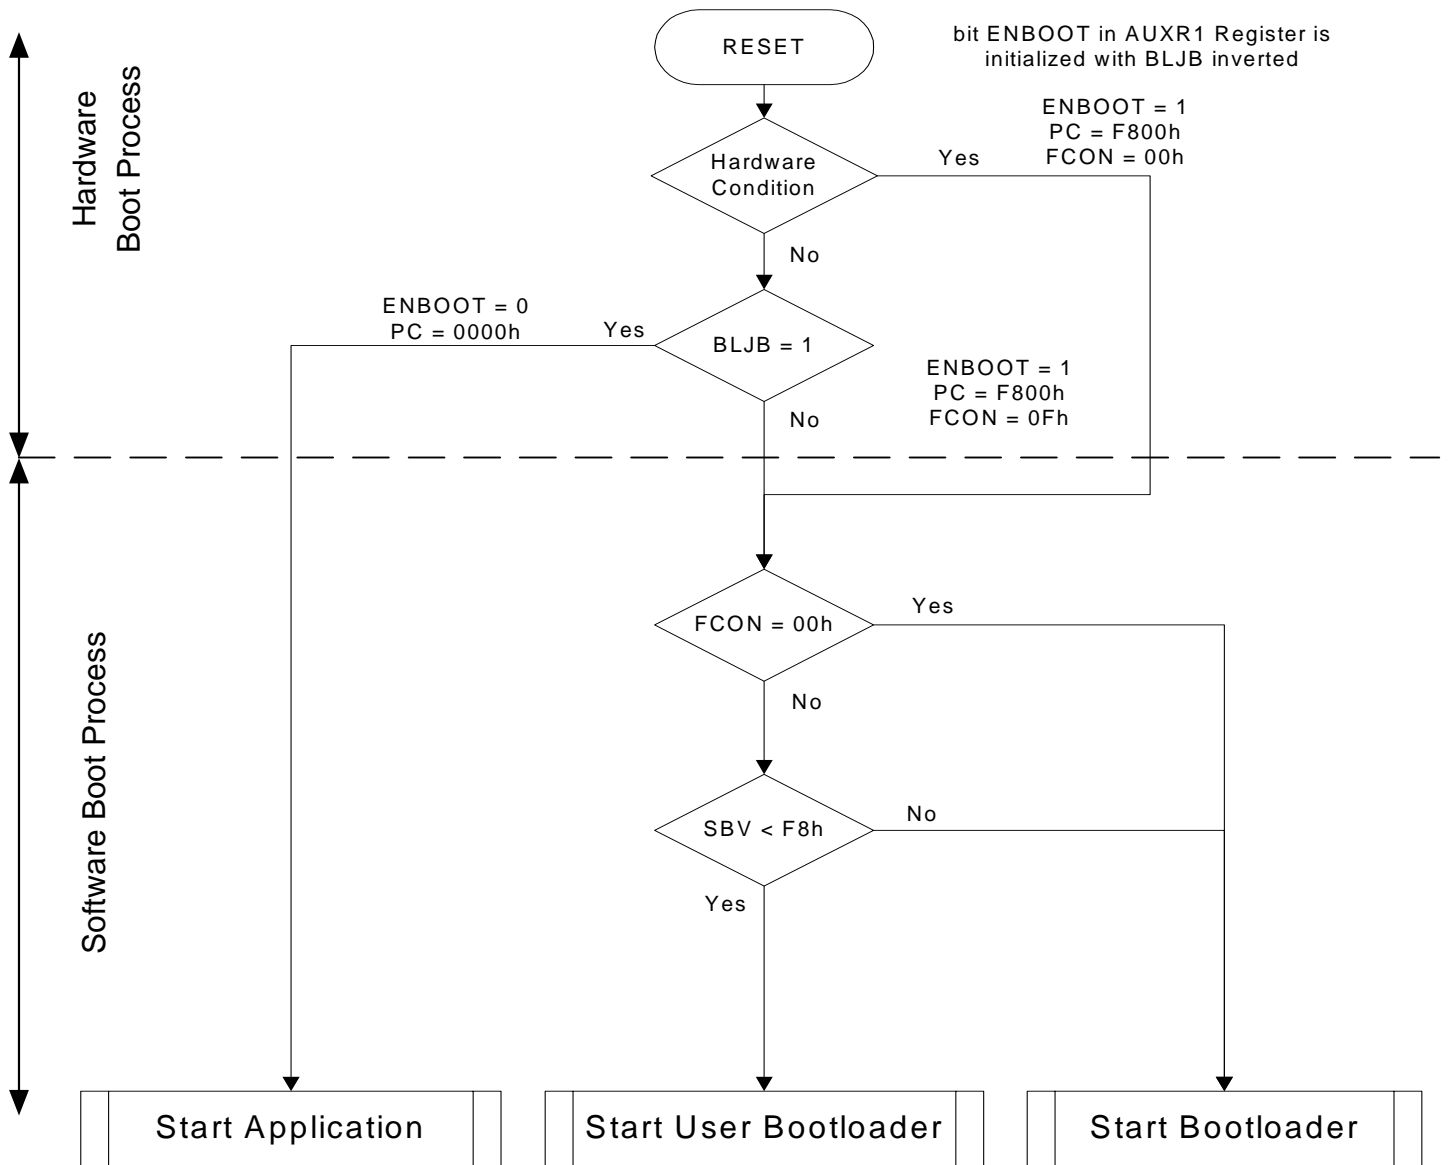 RESET
bit ENBOOT in AUXR1 Register is
initialized with BLJB inverted
Hardware
Boot Process
ENBOOT = 1
PC = F800h
FCON = 00h
Hardware
Condition
Yes
No
ENBOOT = 0
PC = 0000h
Yes
BLJB = 1
ENBOOT = 1
PC = F800h
FCON = 0Fh
No
Software Boot Process
FCON = 00h
Yes
No
SBV < F8h
No
Yes
Start Application
Start User Bootloader
Start Bootloader